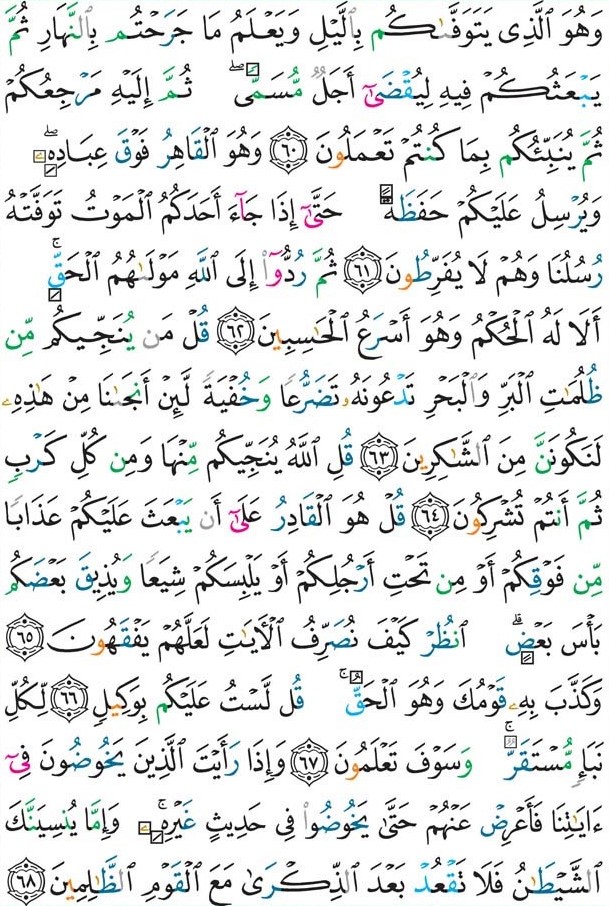 وَهُوَ ٱلَّذِى يَتَوَفَّىٰكُم بِٱلَّيۡلِ وَيَعۡلَمُ مَا جَرَحۡتُم بِٱلنَّهَارِ ثُمَّ
يَبۡعَثُكُمۡ فِيهِ لِيُقۡضَىٰٓ أَجَلٞ مُّسَمّٗىۖ ثُمَّ إِلَيۡهِ مَرۡجِعُكُمۡ
ثُمَّ يُنَبِّئُكُم بِمَا كُنتُمۡ تَعۡمَلُونَ ٦٠ وَهُوَ ٱلۡقَاهِرُ فَوۡقَ عِبَادِهِۦۖ
وَيُرۡسِلُ عَلَيۡكُمۡ حَفَظَةً حَتَّىٰٓ إِذَا جَآءَ أَحَدَكُمُ ٱلۡمَوۡتُ تَوَفَّتۡهُ
رُسُلُنَا وَهُمۡ لَا يُفَرِّطُونَ ٦١ ثُمَّ رُدُّوٓاْ إِلَى ٱللَّهِ مَوۡلَىٰهُمُ ٱلۡحَقِّۚ
أَلَا لَهُ ٱلۡحُكۡمُ وَهُوَ أَسۡرَعُ ٱلۡحَٰسِبِينَ ٦٢ قُلۡ مَن يُنَجِّيكُم مِّن
ظُلُمَٰتِ ٱلۡبَرِّ وَٱلۡبَحۡرِ تَدۡعُونَهُۥ تَضَرُّعٗا وَخُفۡيَةٗ لَّئِنۡ أَنجَىٰنَا مِنۡ هَٰذِهِۦ
لَنَكُونَنَّ مِنَ ٱلشَّٰكِرِينَ ٦٣ قُلِ ٱللَّهُ يُنَجِّيكُم مِّنۡهَا وَمِن كُلِّ كَرۡبٖ
ثُمَّ أَنتُمۡ تُشۡرِكُونَ ٦٤ قُلۡ هُوَ ٱلۡقَادِرُ عَلَىٰٓ أَن يَبۡعَثَ عَلَيۡكُمۡ عَذَابٗا
مِّن فَوۡقِكُمۡ أَوۡ مِن تَحۡتِ أَرۡجُلِكُمۡ أَوۡ يَلۡبِسَكُمۡ شِيَعٗا وَيُذِيقَ بَعۡضَكُم
بَأۡسَ بَعۡضٍۗ ٱنظُرۡ كَيۡفَ نُصَرِّفُ ٱلۡأٓيَٰتِ لَعَلَّهُمۡ يَفۡقَهُونَ ٦٥
وَكَذَّبَ بِهِۦ قَوۡمُكَ وَهُوَ ٱلۡحَقُّۚ قُل لَّسۡتُ عَلَيۡكُم بِوَكِيلٖ ٦٦ لِّكُلِّ
نَبَإٖ مُّسۡتَقَرّٞۚ وَسَوۡفَ تَعۡلَمُونَ ٦٧ وَإِذَا رَأَيۡتَ ٱلَّذِينَ يَخُوضُونَ فِىٓ
ءَايَٰتِنَا فَأَعۡرِضۡ عَنۡهُمۡ حَتَّىٰ يَخُوضُواْ فِى حَدِيثٍ غَيۡرِهِۦۚ وَإِمَّا يُنسِيَنَّكَ
ٱلشَّيۡطَٰنُ فَلَا تَقۡعُدۡ بَعۡدَ ٱلذِّكۡرَىٰ مَعَ ٱلۡقَوۡمِ ٱلظَّٰلِمِينَ ٦٨